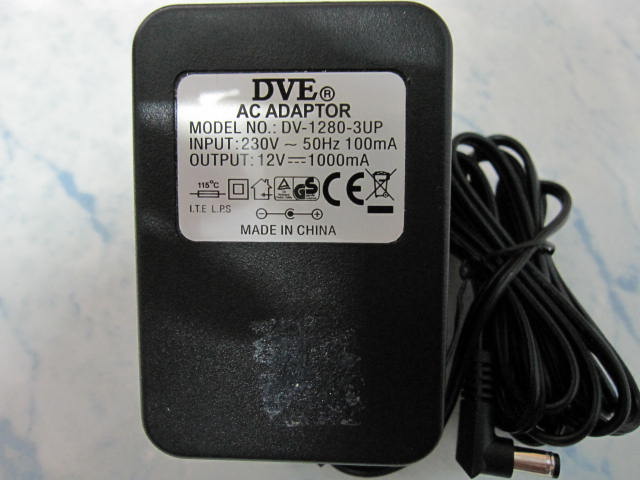 DVE®
AC ADAPTOR
MODEL NO.: DV-1280-3UP
INPUT:230V ~ 50Hz 100mA
OUTPUT: 12V⎓1000mA
115°C
GS
CE
I.T.E L.P.S
MADE IN CHINA